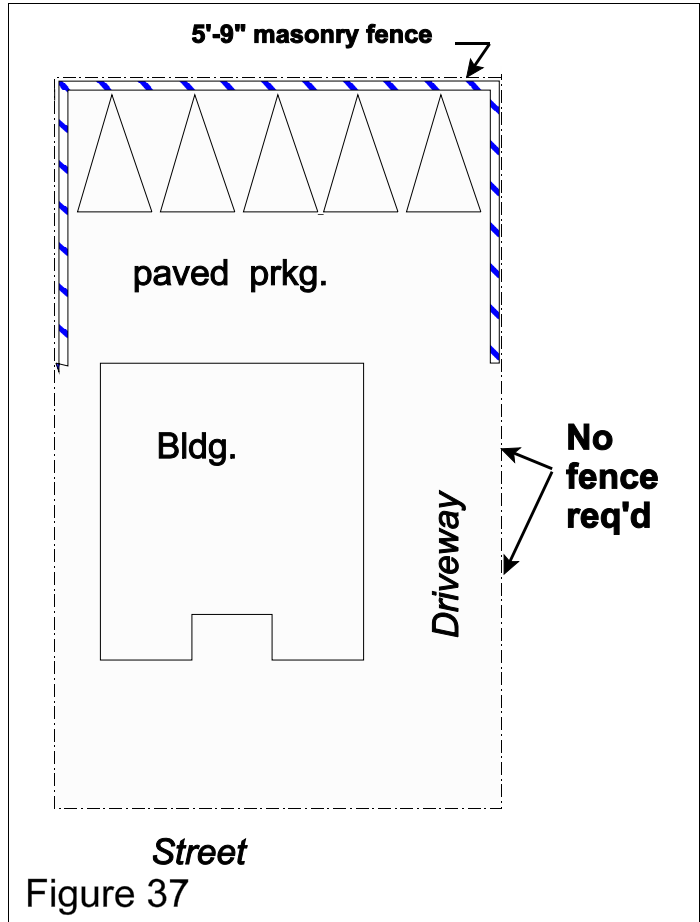 5'-9" masonry fence
paved prkg.
Bldg.
No
fence
req'd
Driveway
Street
Figure 37